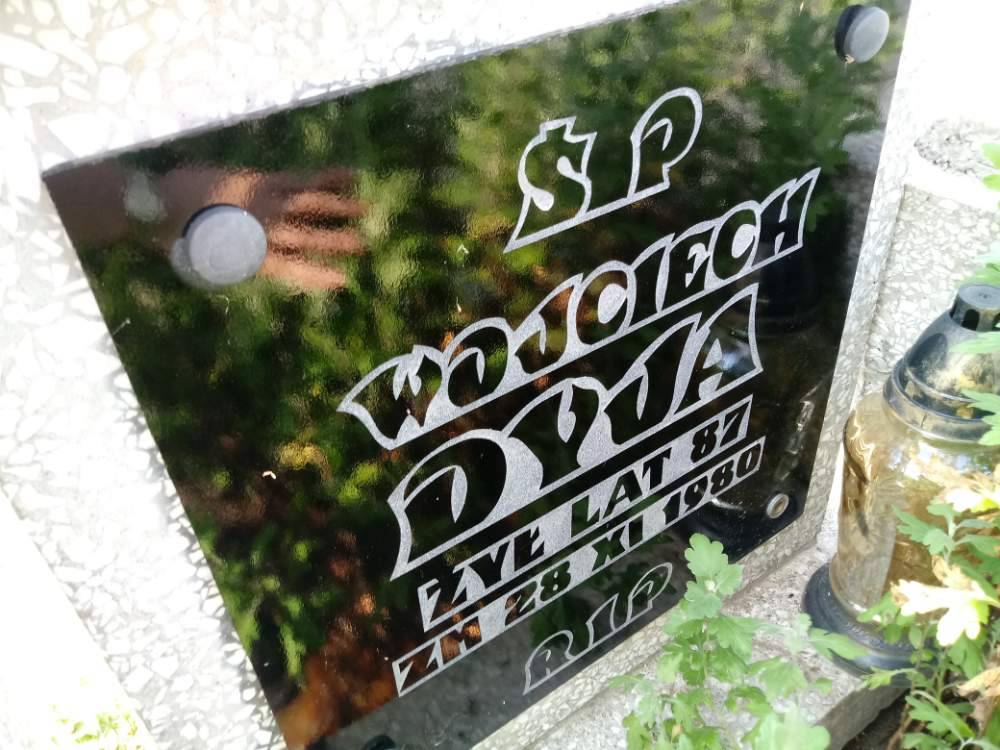 Ś P
WOJCIECH
DYJA
ŻYŁ LAT 87
ZM 28 XI 1980
RIP